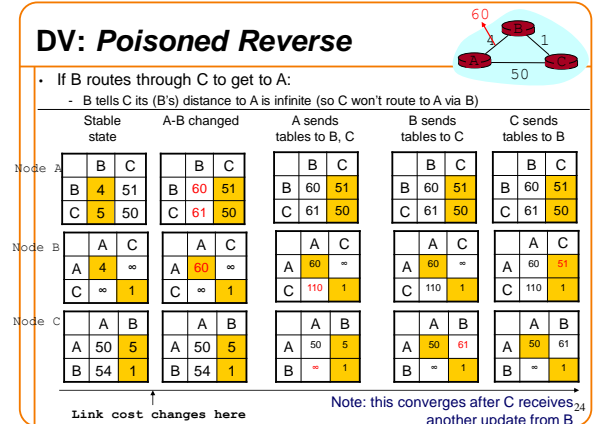 DV: Poisoned Reverse
60
B
4
1
A
C
50
• If B routes through C to get to A:
- B tells C its (B's) distance to A is infinite (so C won't route to A via B)
Stable state
A-B changed
A sends tables to B, C
B sends tables to C
C sends tables to B
Node A
B C
B 4 51
C 5 50
B C
B 60 51
C 61 50
B C
B 60 51
C 61 50
B C
B 60 51
C 61 50
B C
B 60 51
C 61 50
Node B
A C
A 4 ∞
C ∞ 1
A C
A 60 ∞
C ∞ 1
A C
A 60 ∞
C 110 1
A C
A 60 ∞
C 110 1
A C
A 60 51
C 110 1
Node C
A B
A 50 5
B 54 1
A B
A 50 5
B 54 1
A B
A 50 5
B ∞ 1
A B
A 50 61
B ∞ 1
A B
A 50 61
B ∞ 1
Link cost changes here
Note: this converges after C receives
another update from B
24